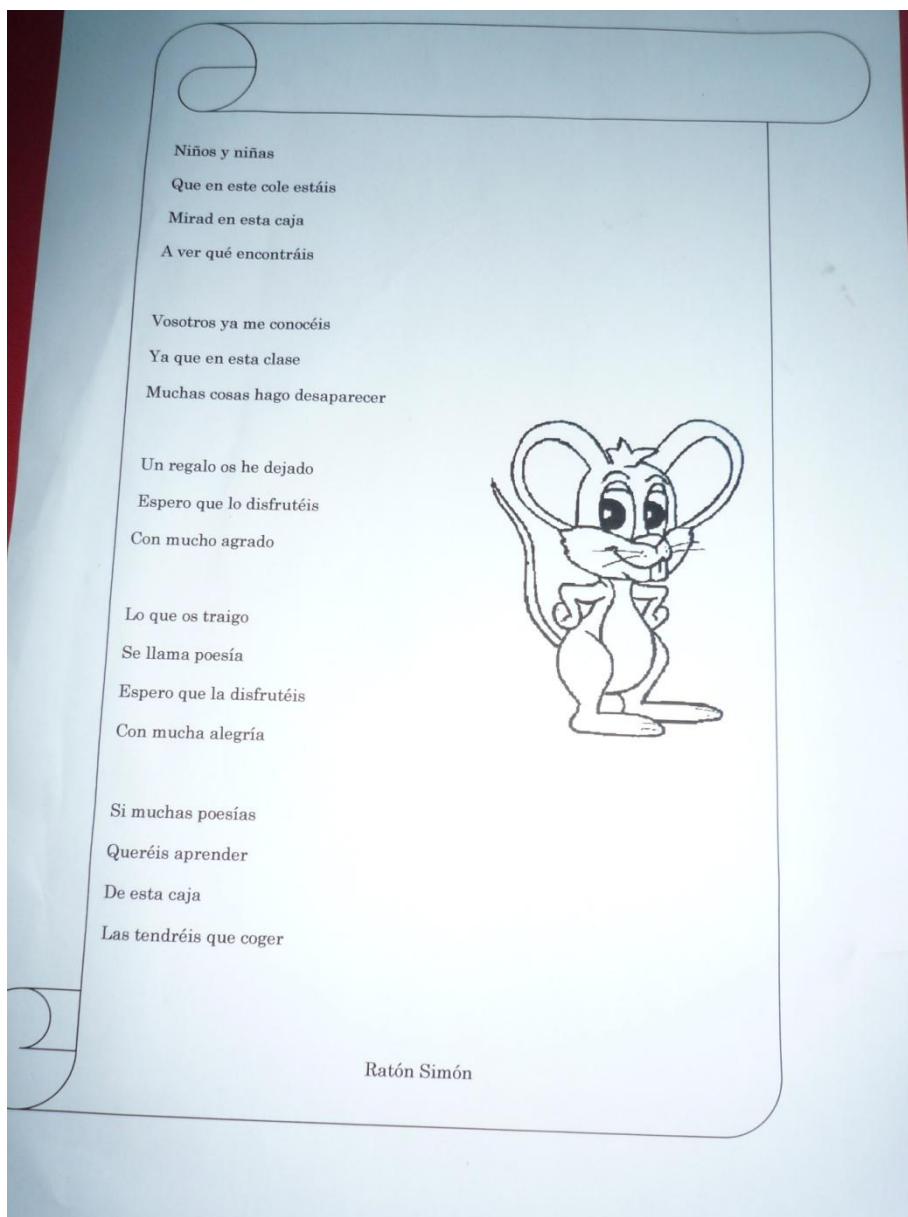 Niños y niñas
Que en este cole estáis
Mirad en esta caja
A ver qué encontráis
Vosotros ya me conocéis
Ya que en esta clase
Muchas cosas hago desaparecer
Un regalo os he dejado
Espero que lo disfrutéis
Con mucho agrado
Lo que os traigo
Se llama poesía
Espero que la disfrutéis
Con mucha alegría
Si muchas poesías
Queréis aprender
De esta caja
Las tendréis que coger
Ratón Simón